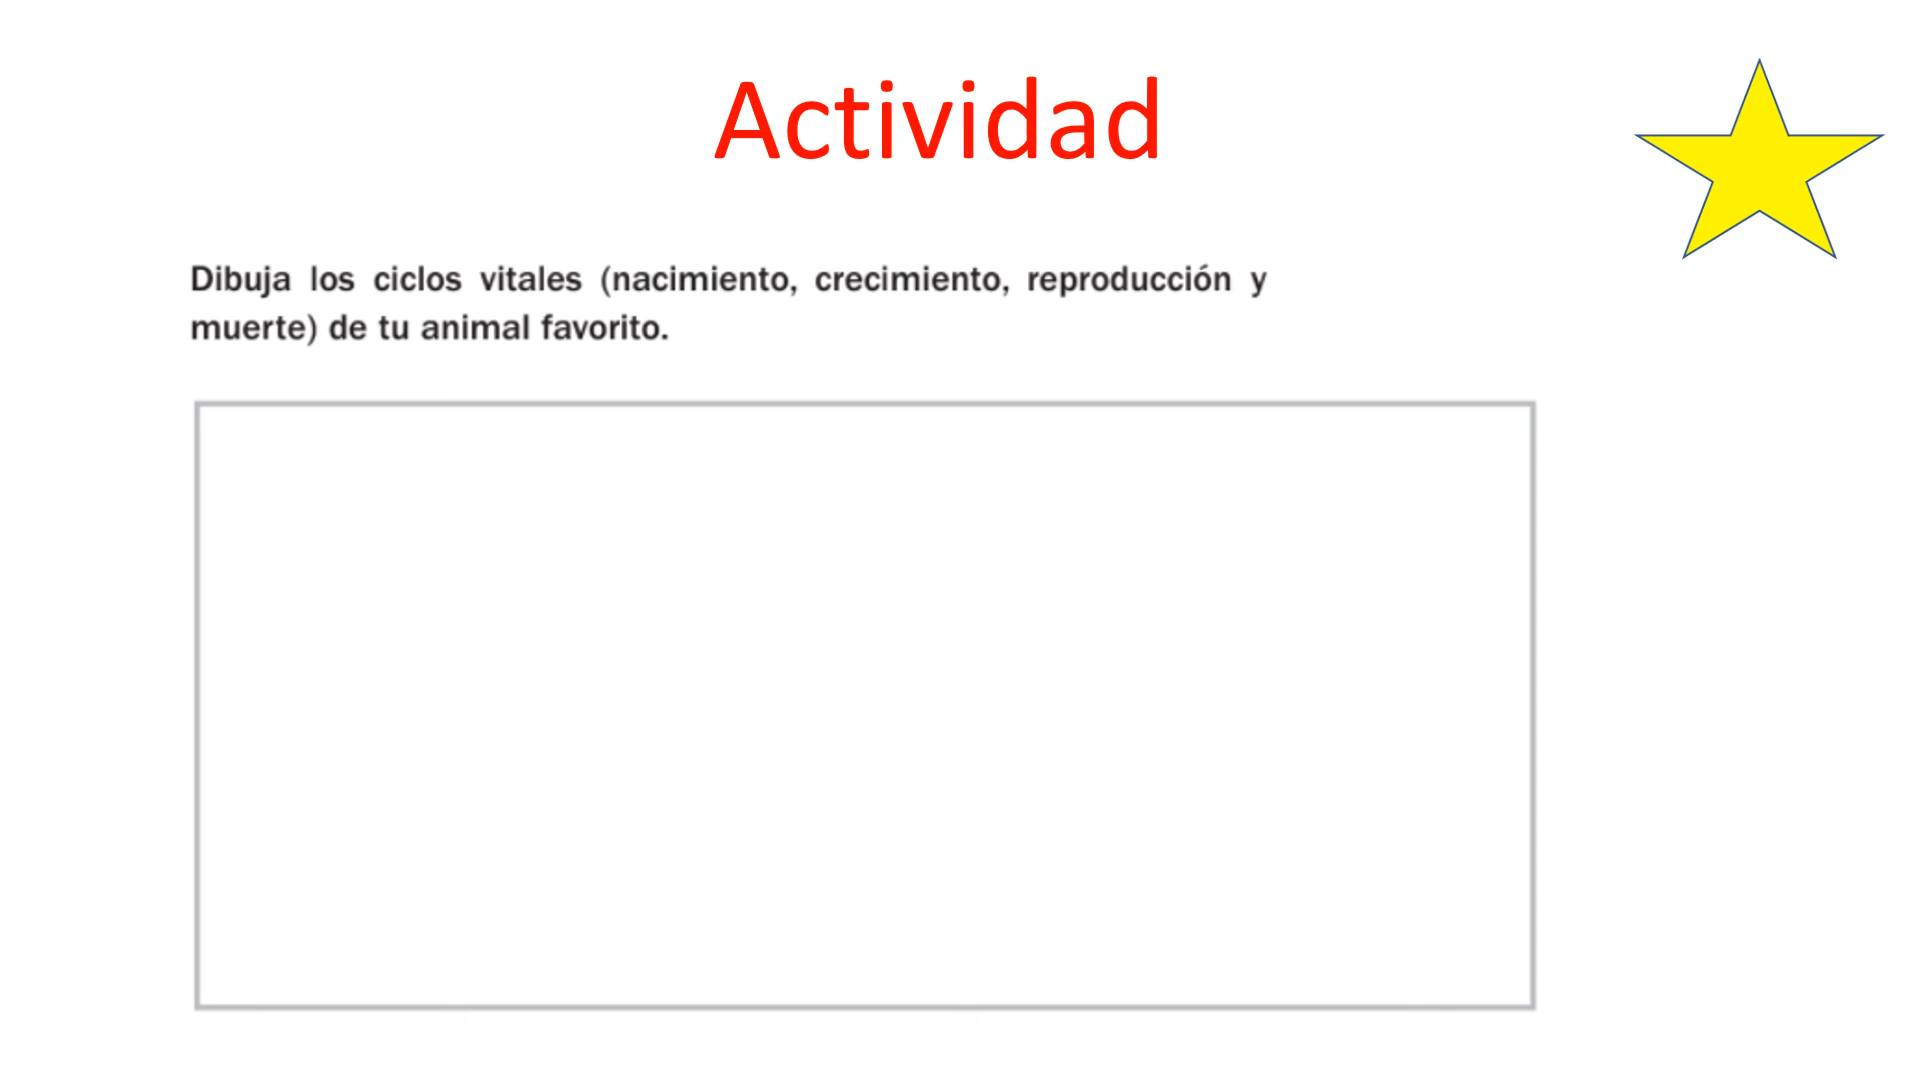 Actividad
Dibuja los ciclos vitales (nacimiento, crecimiento, reproducción y
muerte) de tu animal favorito.